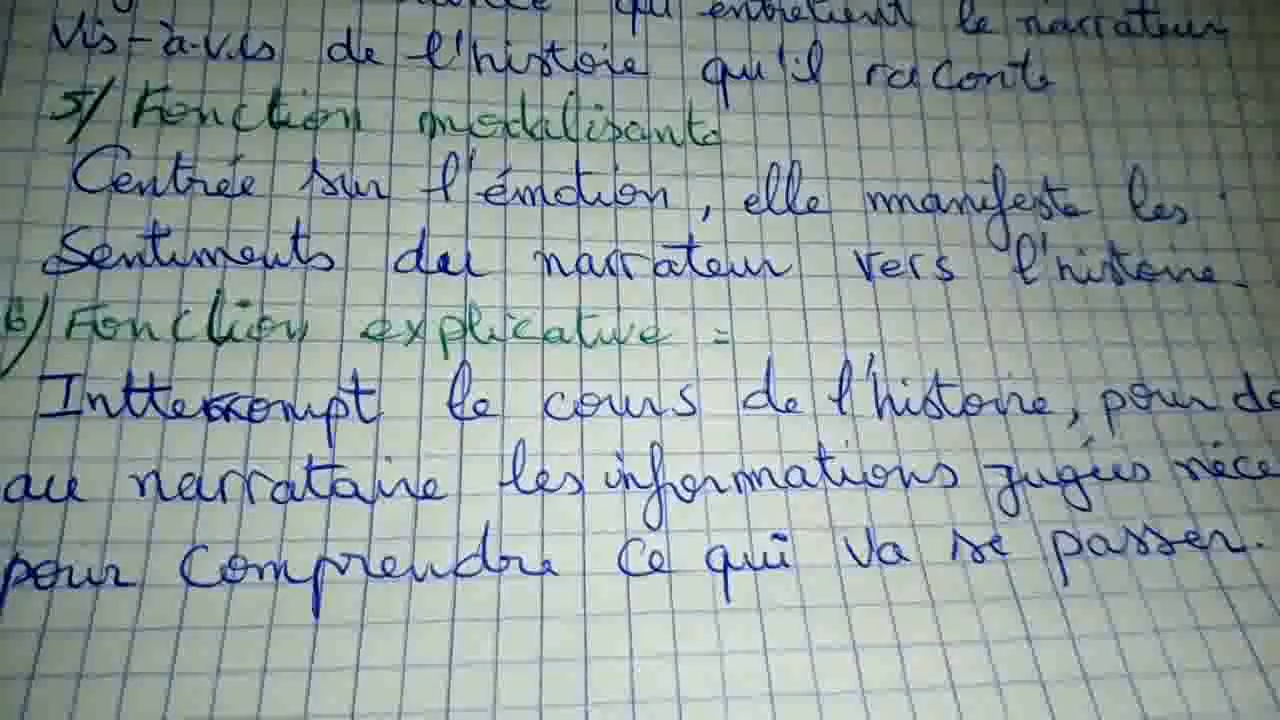 qui entretient le narrateur
Vis-à-vis de l'histoie qu'il raconte
5/ Fonction modalisante
Centrée sur l'émotion, elle manifeste les
Sentiments du narrateur vers l'histoire.
6/ Fonction explicative :
Intterrompt le cours de l'histoire, pour
au narrataire les informations jugées
pour comprendre ce qui va se passer.